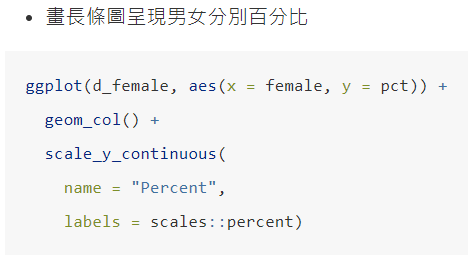 • 畫長條圖呈現男女分別百分比
ggplot(d_female, aes(x = female, y = pct)) +
  geom_col() +
  scale_y_continuous(
    name = "Percent",
    labels = scales::percent)